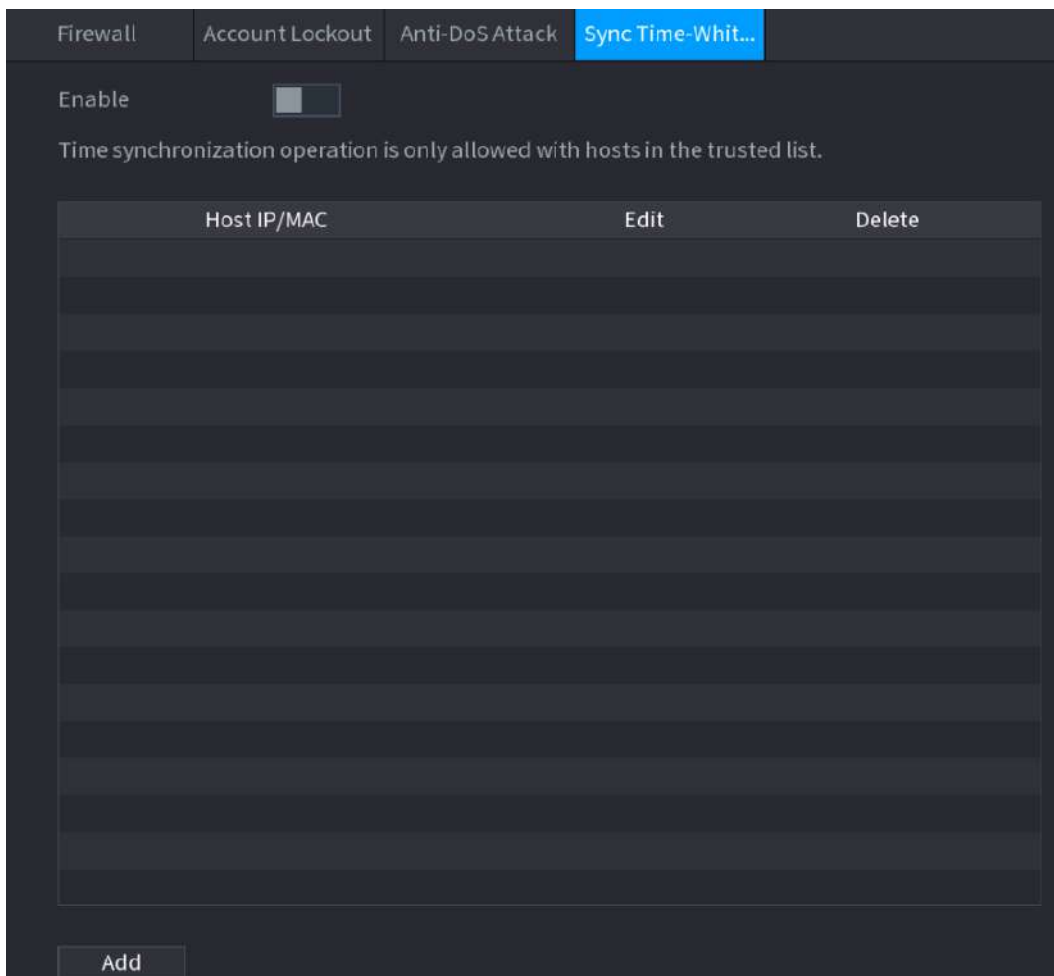 Firewall Account Lockout Anti-DoS Attack Sync Time-Whit...
Enable
Time synchronization operation is only allowed with hosts in the trusted list.
Host IP/MAC Edit Delete
Add